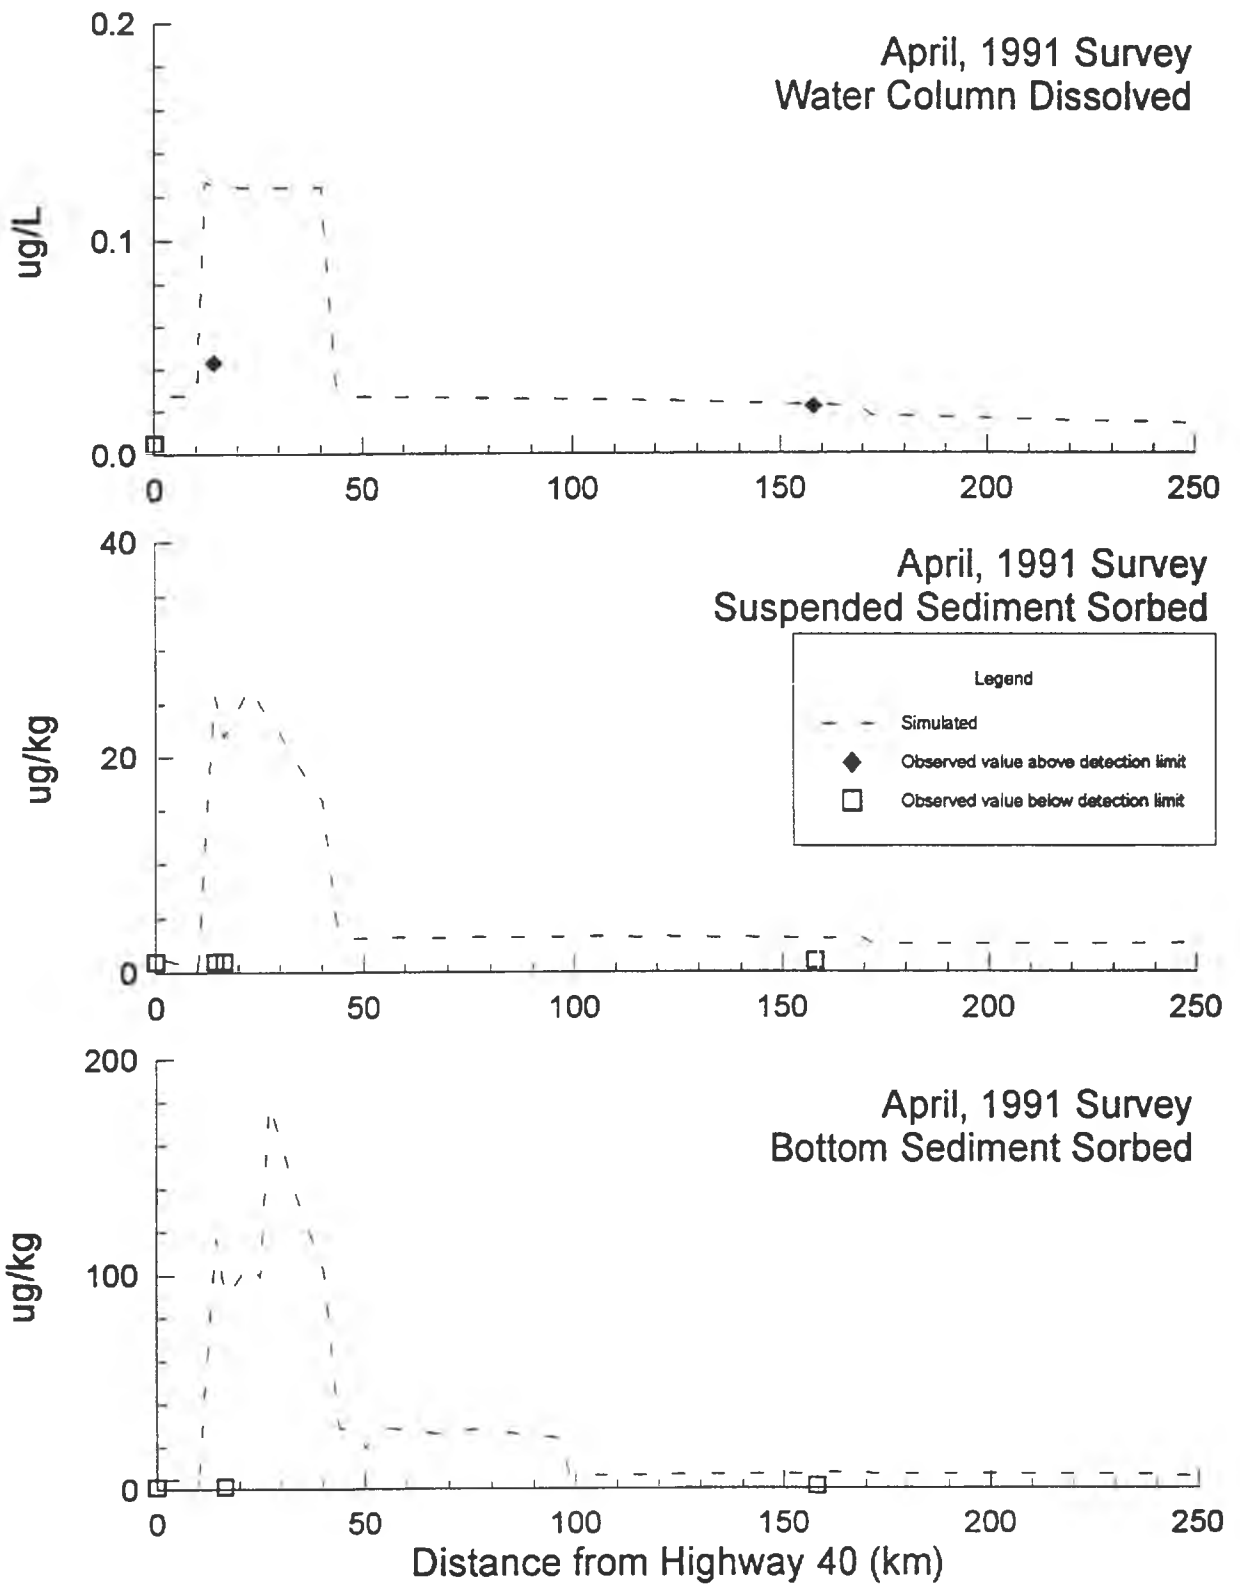 April, 1991 Survey
Water Column Dissolved
0.2
0.1
0.0
ug/L
0 50 100 150 200 250
April, 1991 Survey
Suspended Sediment Sorbed
40
20
0
ug/kg
Legend
Simulated
Observed value above detection limit
Observed value below detection limit
0 50 100 150 200 250
April, 1991 Survey
Bottom Sediment Sorbed
200
100
0
ug/kg
0 50 100 150 200 250
Distance from Highway 40 (km)